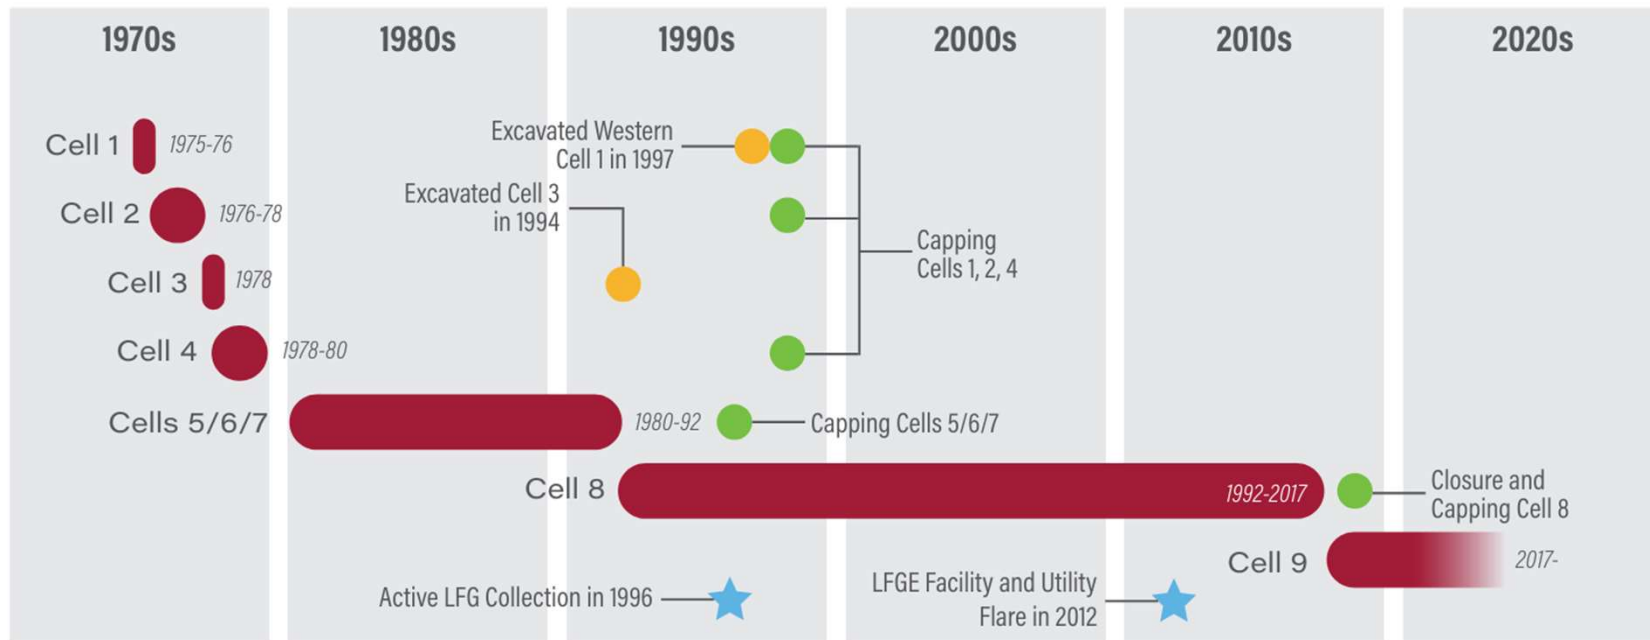 1970s
1980s
1990s
2000s
2010s
2020s
Cell 1
1975-76
Excavated Western
Cell 1 in 1997
Cell 2
1976-78
Excavated Cell 3
in 1994
Capping
Cells 1, 2, 4
Cell 3
1978
Cell 4
1978-80
Cells 5/6/7
1980-92
Capping Cells 5/6/7
Cell 8
1992-2017
Closure and
Capping Cell 8
Cell 9
2017-
Active LFG Collection in 1996
LFGE Facility and Utility
Flare in 2012